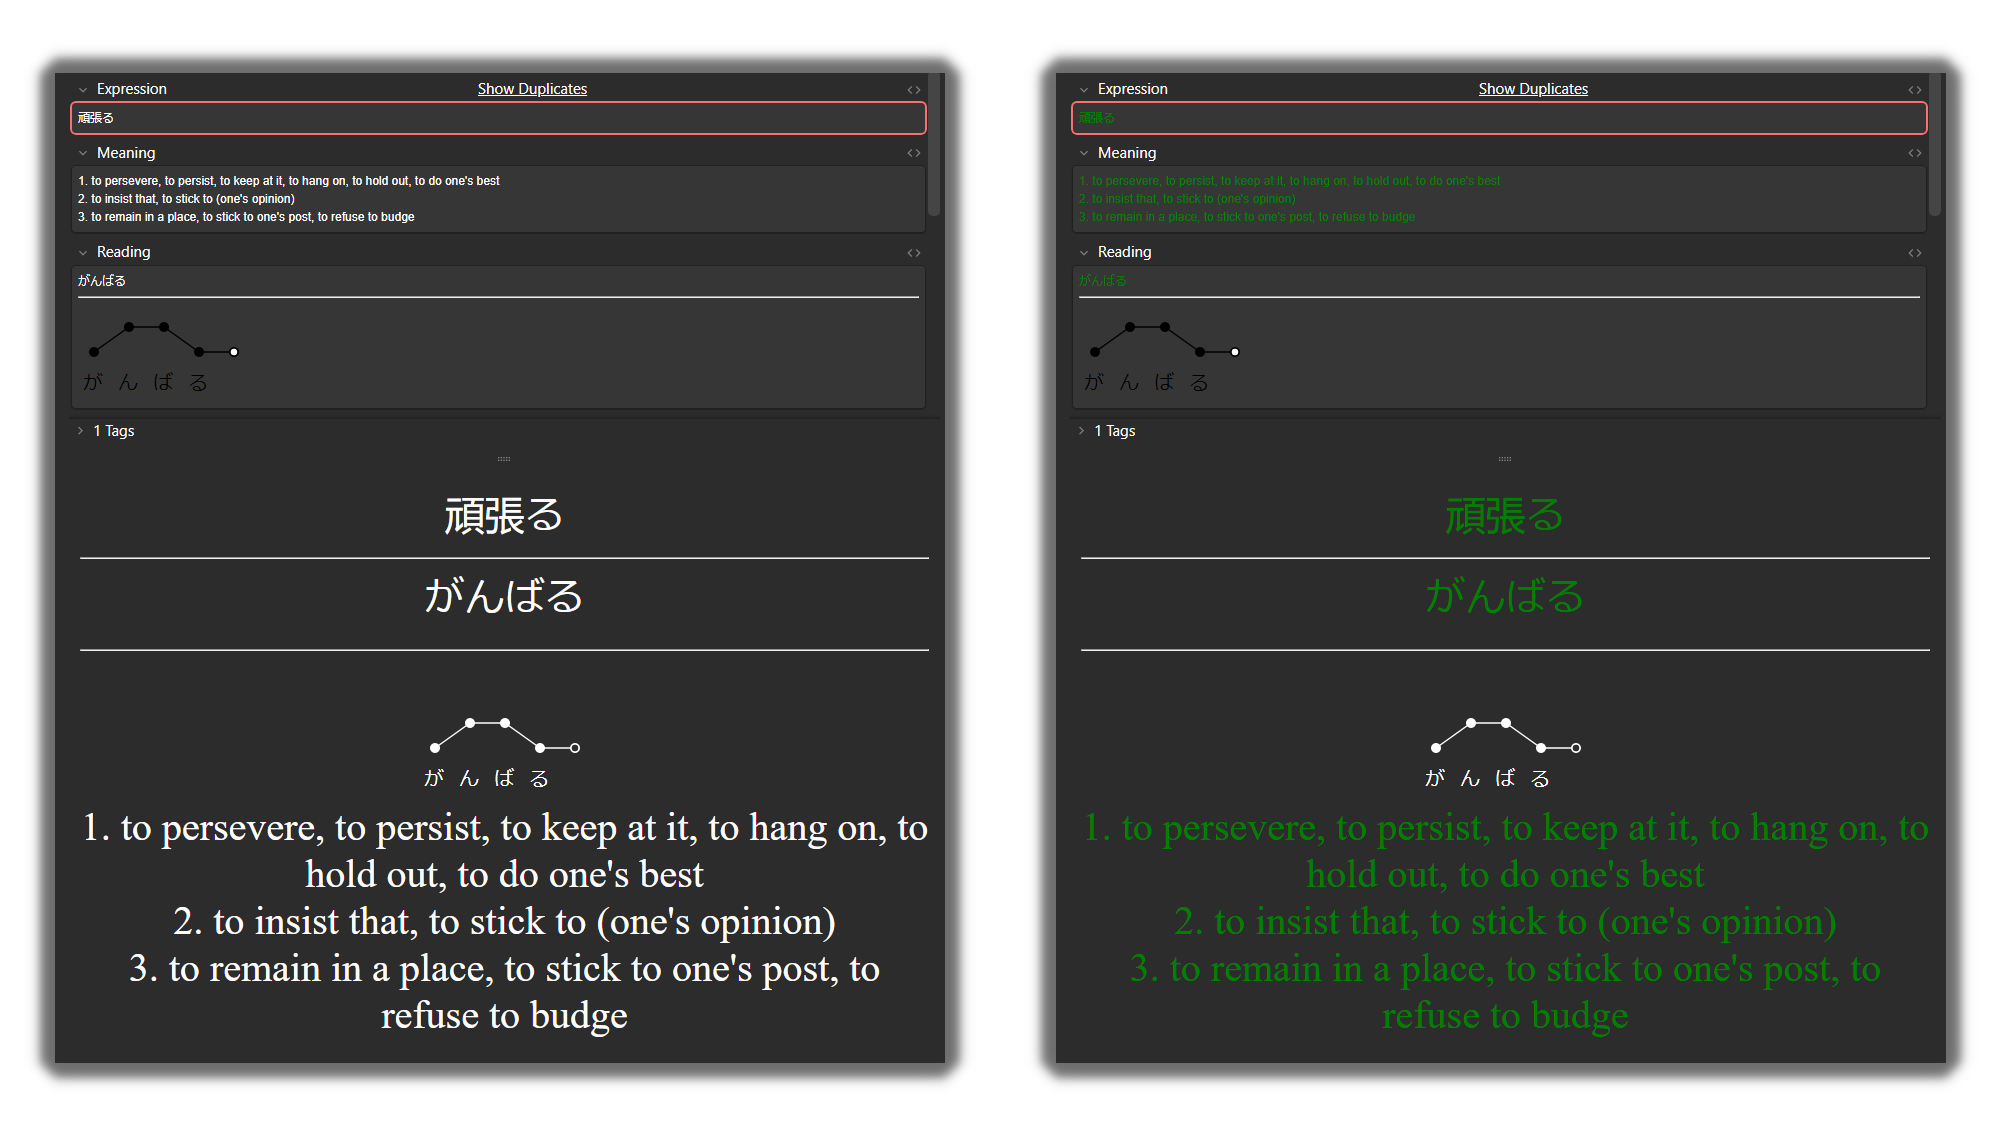 Expression Show Duplicates
頑張る
Meaning
1. to persevere, to persist, to keep at it, to hang on, to hold out, to do one's best
2. to insist that, to stick to (one's opinion)
3. to remain in a place, to stick to one's post, to refuse to budge
Reading
がんばる
がんばる
1 Tags
頑張る
がんばる
がんばる
1. to persevere, to persist, to keep at it, to hang on, to
hold out, to do one's best
2. to insist that, to stick to (one's opinion)
3. to remain in a place, to stick to one's post, to
refuse to budge
Expression Show Duplicates
頑張る
Meaning
1. to persevere, to persist, to keep at it, to hang on, to hold out, to do one's best
2. to insist that, to stick to (one's opinion)
3. to remain in a place, to stick to one's post, to refuse to budge
Reading
がんばる
がんばる
1 Tags
頑張る
がんばる
がんばる
1. to persevere, to persist, to keep at it, to hang on, to
hold out, to do one's best
2. to insist that, to stick to (one's opinion)
3. to remain in a place, to stick to one's post, to
refuse to budge